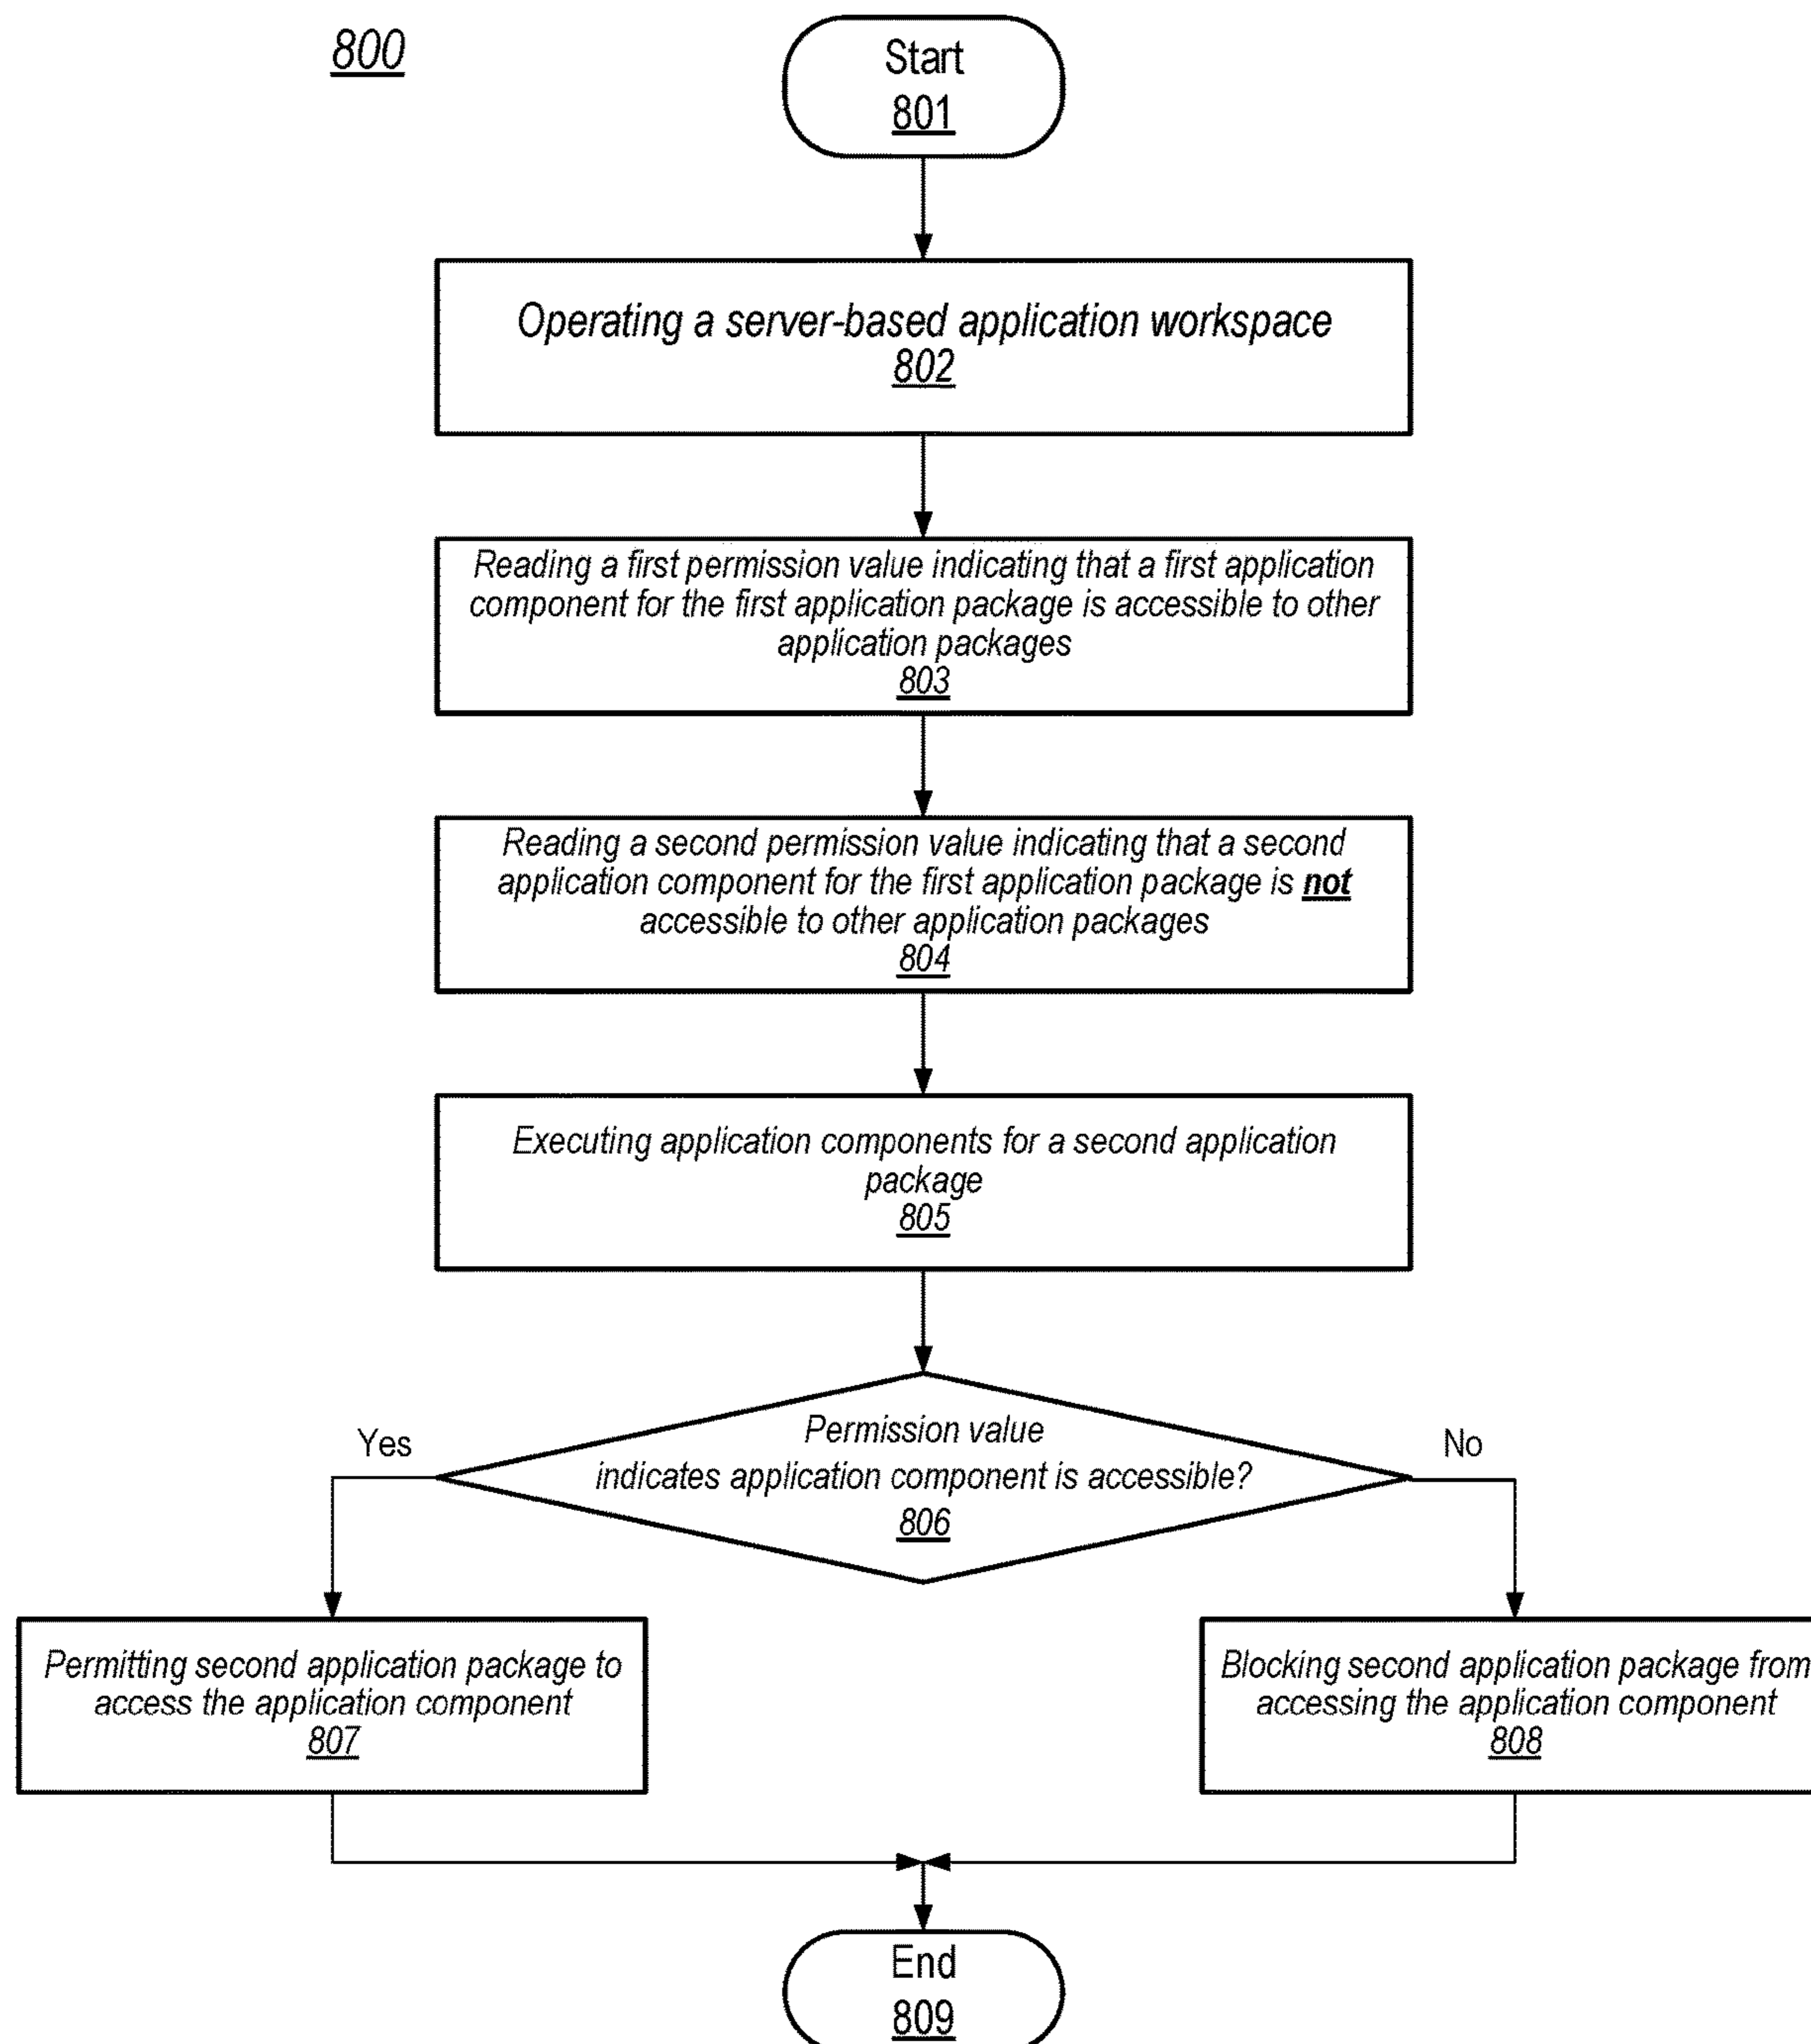 800
Start
801
Operating a server-based application workspace
802
Reading a first permission value indicating that a first application
component for the first application package is accessible to other
application packages
803
Reading a second permission value indicating that a second
application component for the first application package is not
accessible to other application packages
804
Executing application components for a second application
package
805
Permission value
indicates application component is accessible?
806
Yes
No
Permitting second application package to
access the application component
807
Blocking second application package from
accessing the application component
808
End
809